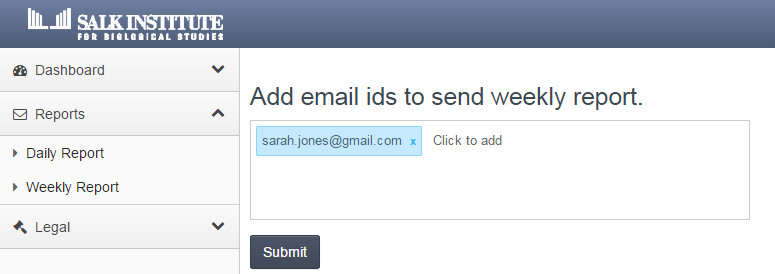 SALK INSTITUTE
FOR BIOLOGICAL STUDIES
Dashboard
Reports
Daily Report
Weekly Report
Legal
Add email ids to send weekly report.
sarah.jones@gmail.com x Click to add
Submit